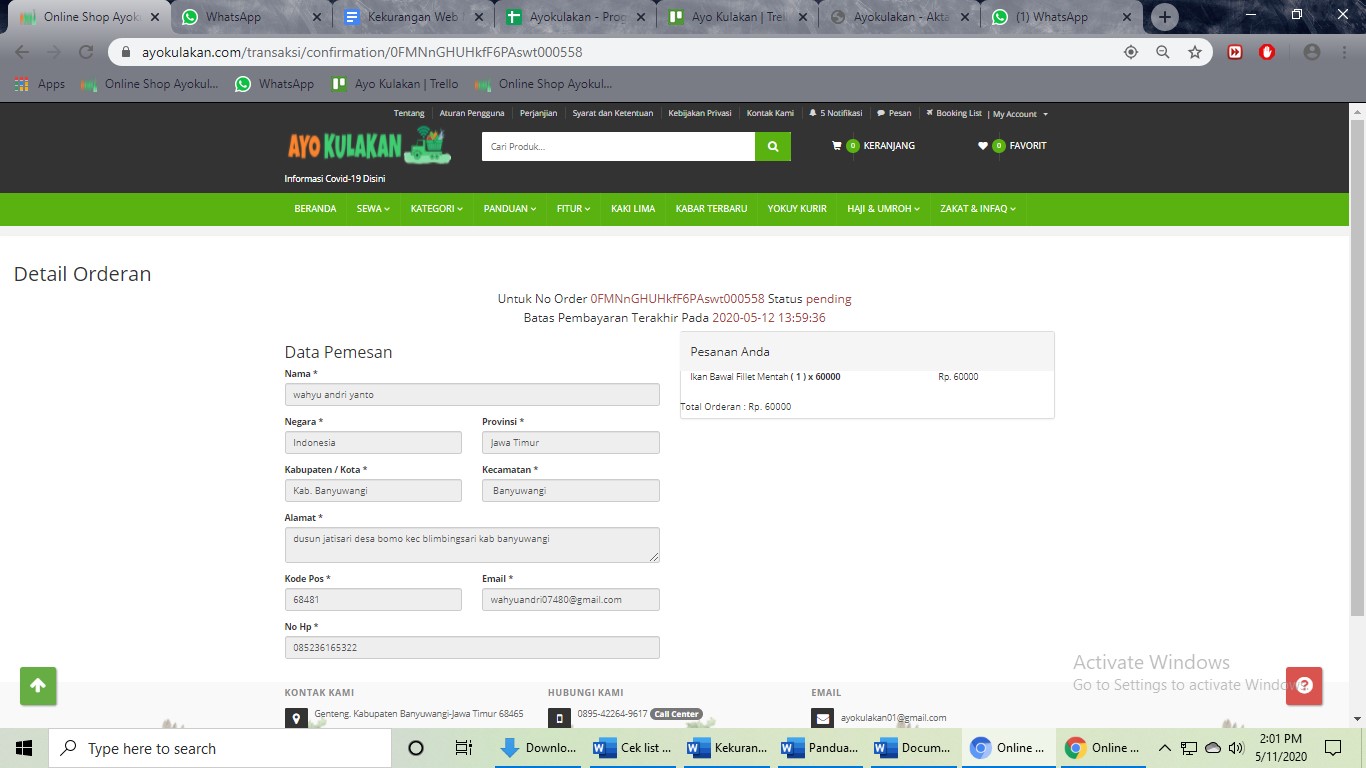 Online Shop Ayok
WhatsApp
Kekurangan Web
Ayokulakan - Prog
Ayo Kulakan | Trel
Ayokulakan - Akta
(1) WhatsApp
ayokulakan.com/transaksi/confirmation/0FMNnGHUHkfF6PAswt000558
Apps
Online Shop Ayokul...
WhatsApp
Ayo Kulakan | Trello
Online Shop Ayokul...
Tentang
Aturan Pengguna
Perjanjian
Syarat dan Ketentuan
Kebijakan Privasi
Kontak Kami
5 Notifikasi
Pesan
Booking List
| My Account
AYO KULAKAN
Cari Produk...
0 KERANJANG
0 FAVORIT
Informasi Covid-19 Disini
BERANDA
SEWA
KATEGORI
PANDUAN
FITUR
KAKI LIMA
KABAR TERBARU
YOKUY KURIR
HAJI & UMROH
ZAKAT & INFAQ
Detail Orderan
Untuk No Order 0FMNnGHUHkfF6PAswt000558 Status pending
Batas Pembayaran Terakhir Pada 2020-05-12 13:59:36
Data Pemesan
Nama *
wahyu andri yanto
Negara *
Provinsi *
Indonesia
Jawa Timur
Kabupaten / Kota *
Kecamatan *
Kab. Banyuwangi
Banyuwangi
Alamat *
dusun jatisari desa bomo kec blimbingsari kab banyuwangi
Kode Pos *
Email *
68481
wahyuandri07480@gmail.com
No Hp *
085236165322
Pesanan Anda
Ikan Bawal Fillet Mentah ( 1 ) x 60000
Rp. 60000
Total Orderan : Rp. 60000
Activate Windows
Go to Settings to activate Windows.
KONTAK KAMI
HUBUNGI KAMI
EMAIL
Genteng. Kabupaten Banyuwangi-Jawa Timur 68465
0895-42264-9617 Call Center
ayokulakan01@gmail.com
Type here to search
Downlo...
Cek list ...
Kekuran...
Pandua...
Docum...
Online ...
Online ...
2:01 PM
5/11/2020